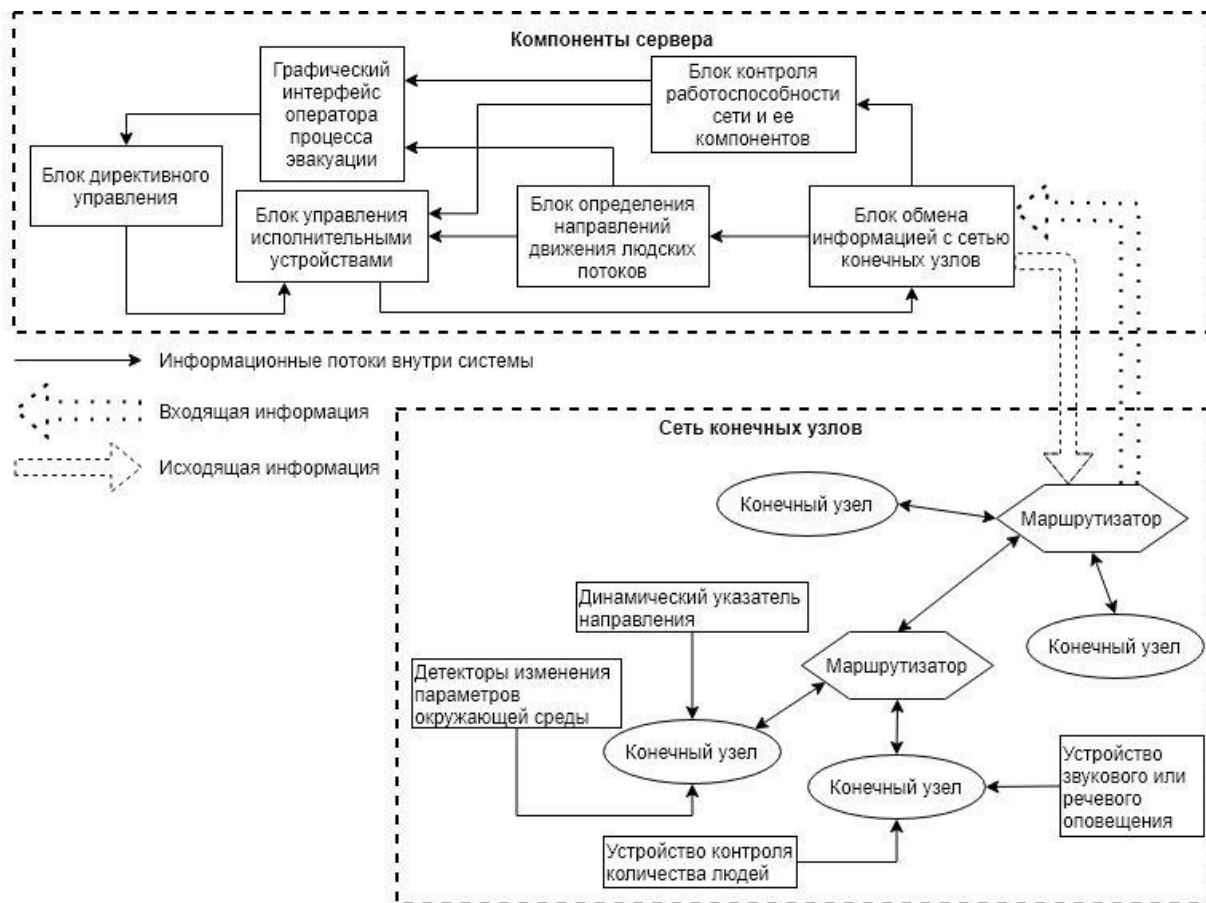 Компоненты сервера
Графический
интерфейс
оператора
процесса
эвакуации
Блок контроля
работоспособности
сети и ее
компонентов
Блок директивного
управления
Блок управления
исполнительными
устройствами
Блок определения
направлений
движения людских
потоков
Блок обмена
информацией с сетью
конечных узлов
Информационные потоки внутри системы
Входящая информация
Исходящая информация
Сеть конечных узлов
Конечный узел
Маршрутизатор
Конечный узел
Динамический указатель
направления
Маршрутизатор
Детекторы изменения
параметров
окружающей среды
Конечный узел
Конечный узел
Устройство
звукового или
речевого
оповещения
Устройство контроля
количества людей